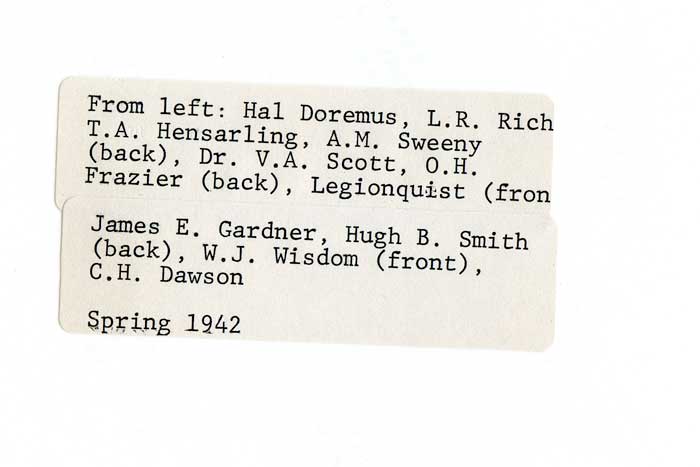 From left: Hal Doremus, L.R. Rich
T.A. Hensarling, A.M. Sweeny
(back), Dr. V.A. Scott, O.H.
Frazier (back), Legionquist (fron
James E. Gardner, Hugh B. Smith
(back), W.J. Wisdom (front),
C.H. Dawson
Spring 1942